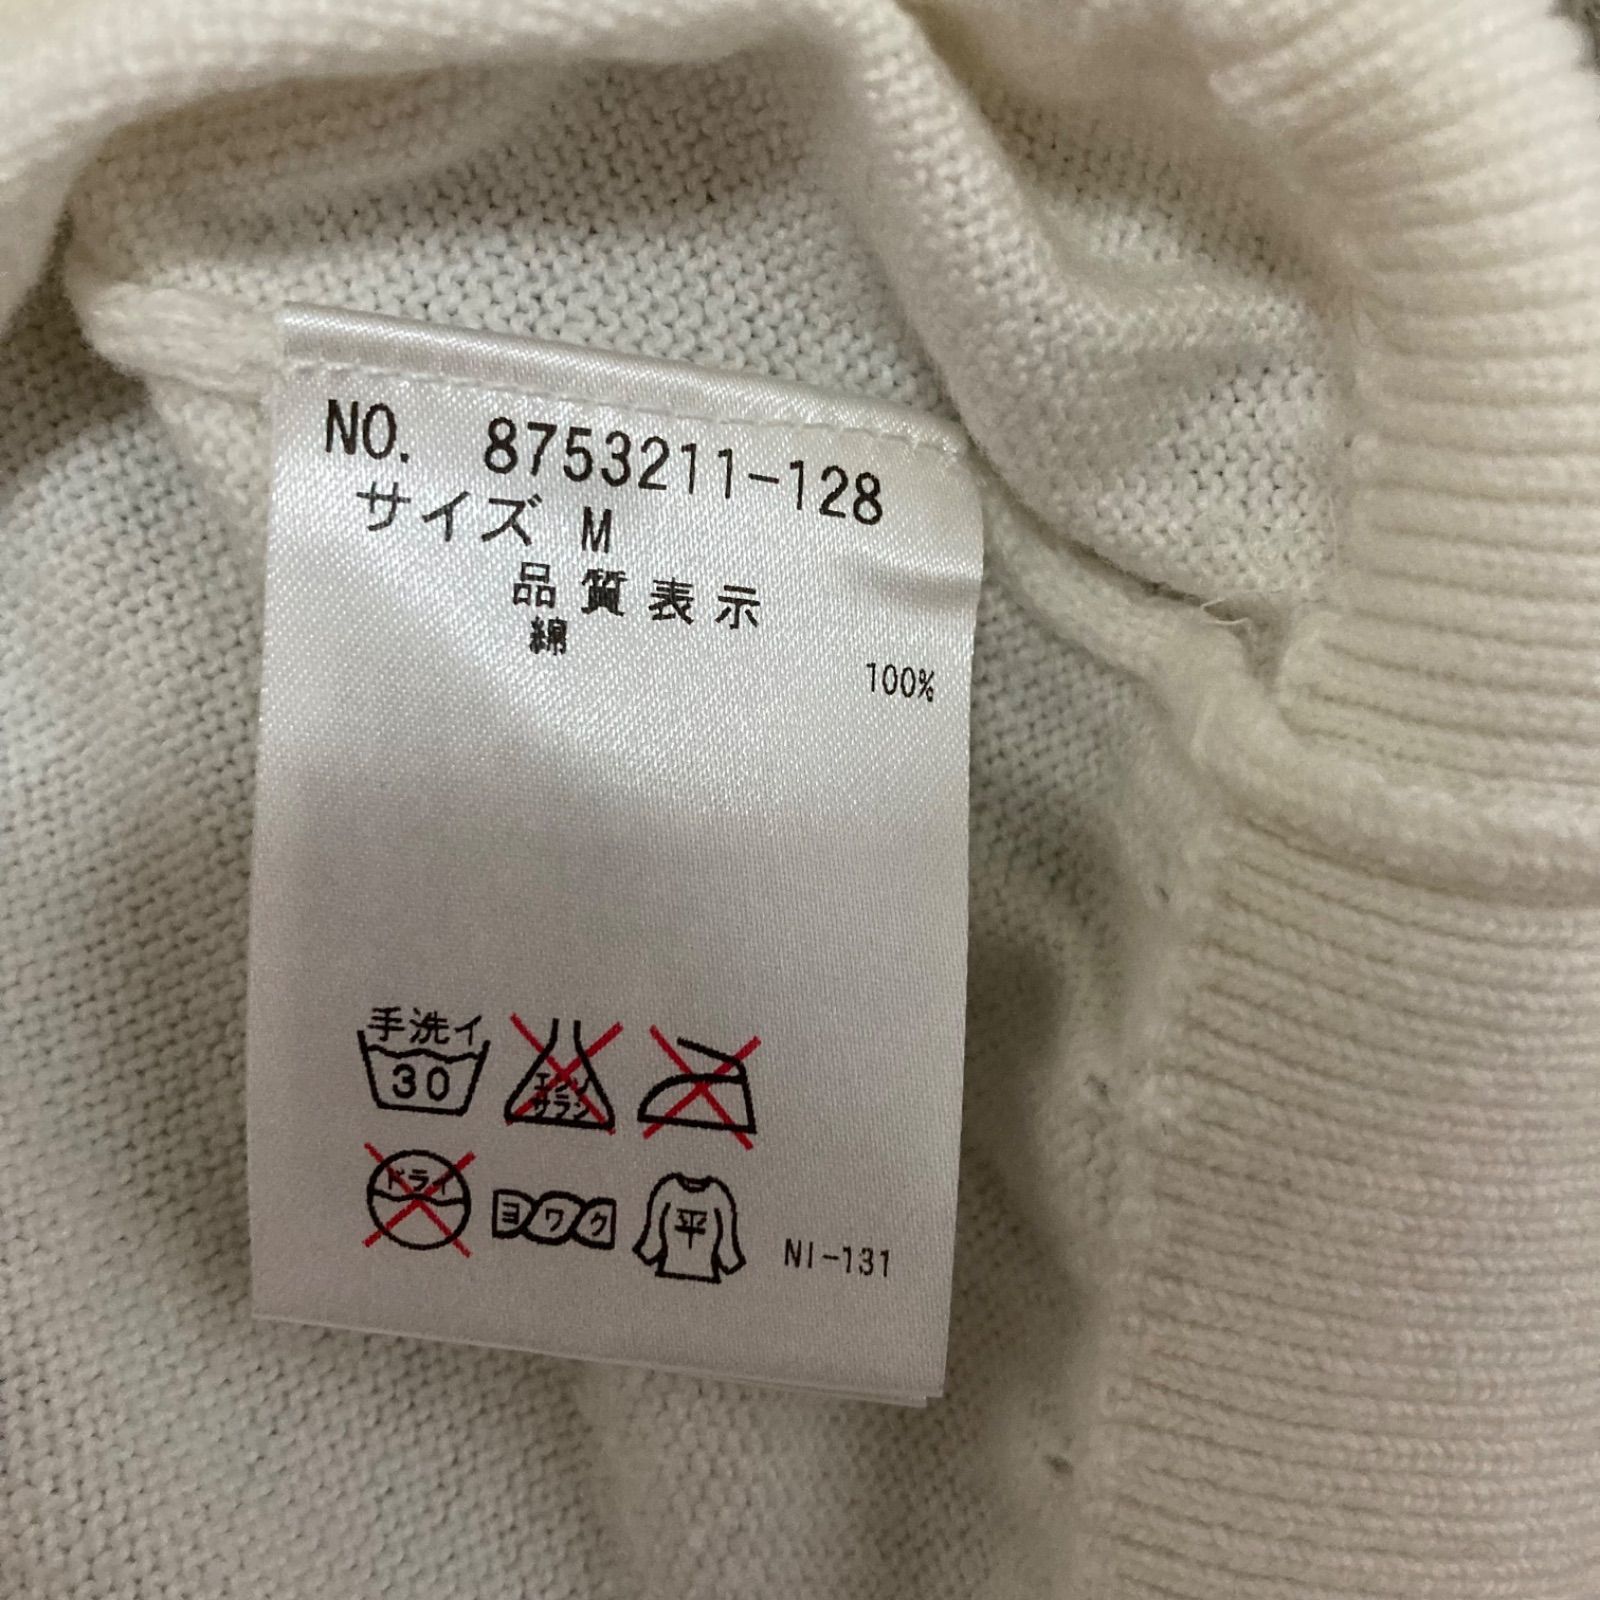 NO. 8753211-128
サイズ M
品質表示
綿 100%
手洗イ
30
エンソ
サラシ
ドライ
ヨワク
平
NI-131